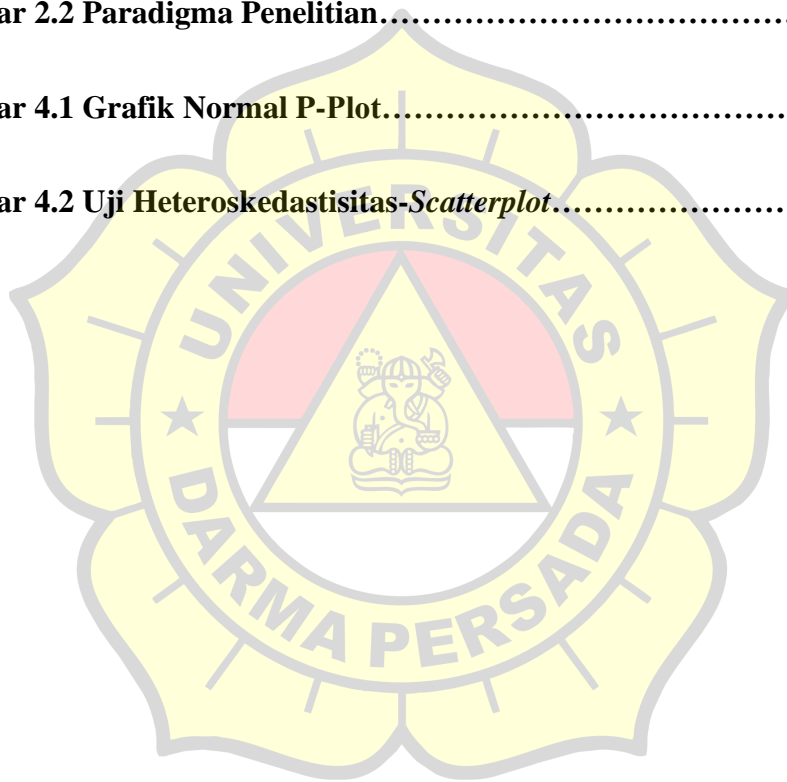 ar 2.2 Paradigma Penelitian……………………………………
ar 4.1 Grafik Normal P-Plot……………………………………
ar 4.2 Uji Heteroskedastisitas-Scatterplot……………………
UNIVERSITAS
DARMA PERSADA